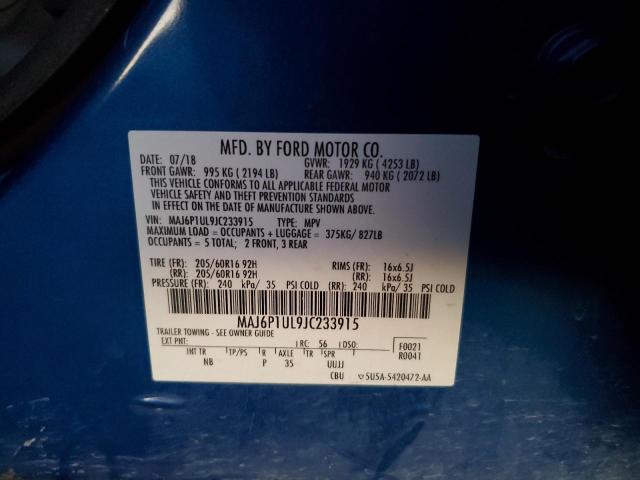 MFD. BY FORD MOTOR CO.
DATE: 07/18 GVWR: 1929 KG ( 4253 LB)
FRONT GAWR: 995 KG ( 2194 LB) REAR GAWR: 940 KG ( 2072 LB)
THIS VEHICLE CONFORMS TO ALL APPLICABLE FEDERAL MOTOR
VEHICLE SAFETY AND THEFT PREVENTION STANDARDS IN
EFFECT ON THE DATE OF MANUFACTURE SHOWN ABOVE.
VIN: MAJ6P1UL9JC233915 TYPE: MPV
MAXIMUM LOAD = OCCUPANTS + LUGGAGE = 375KG/ 827LB
OCCUPANTS = 5 TOTAL; 2 FRONT, 3 REAR
TIRE (FR): 205/60R16 92H RIMS (FR): 16x6.5J
(RR): 205/60R16 92H (RR): 16x6.5J
PRESSURE (FR): 240 kPa/ 35 PSI COLD (RR): 240 kPa/ 35 PSI COLD
MAJ6P1UL9JC233915
TRAILER TOWING - SEE OWNER GUIDE
EXT PNT: RC: 56 DSO: F0021
R0041
INT TR TP/PS R AXLE TR SPR
NB P 35 UUJJ
CBU 5U5A-5420472-AA